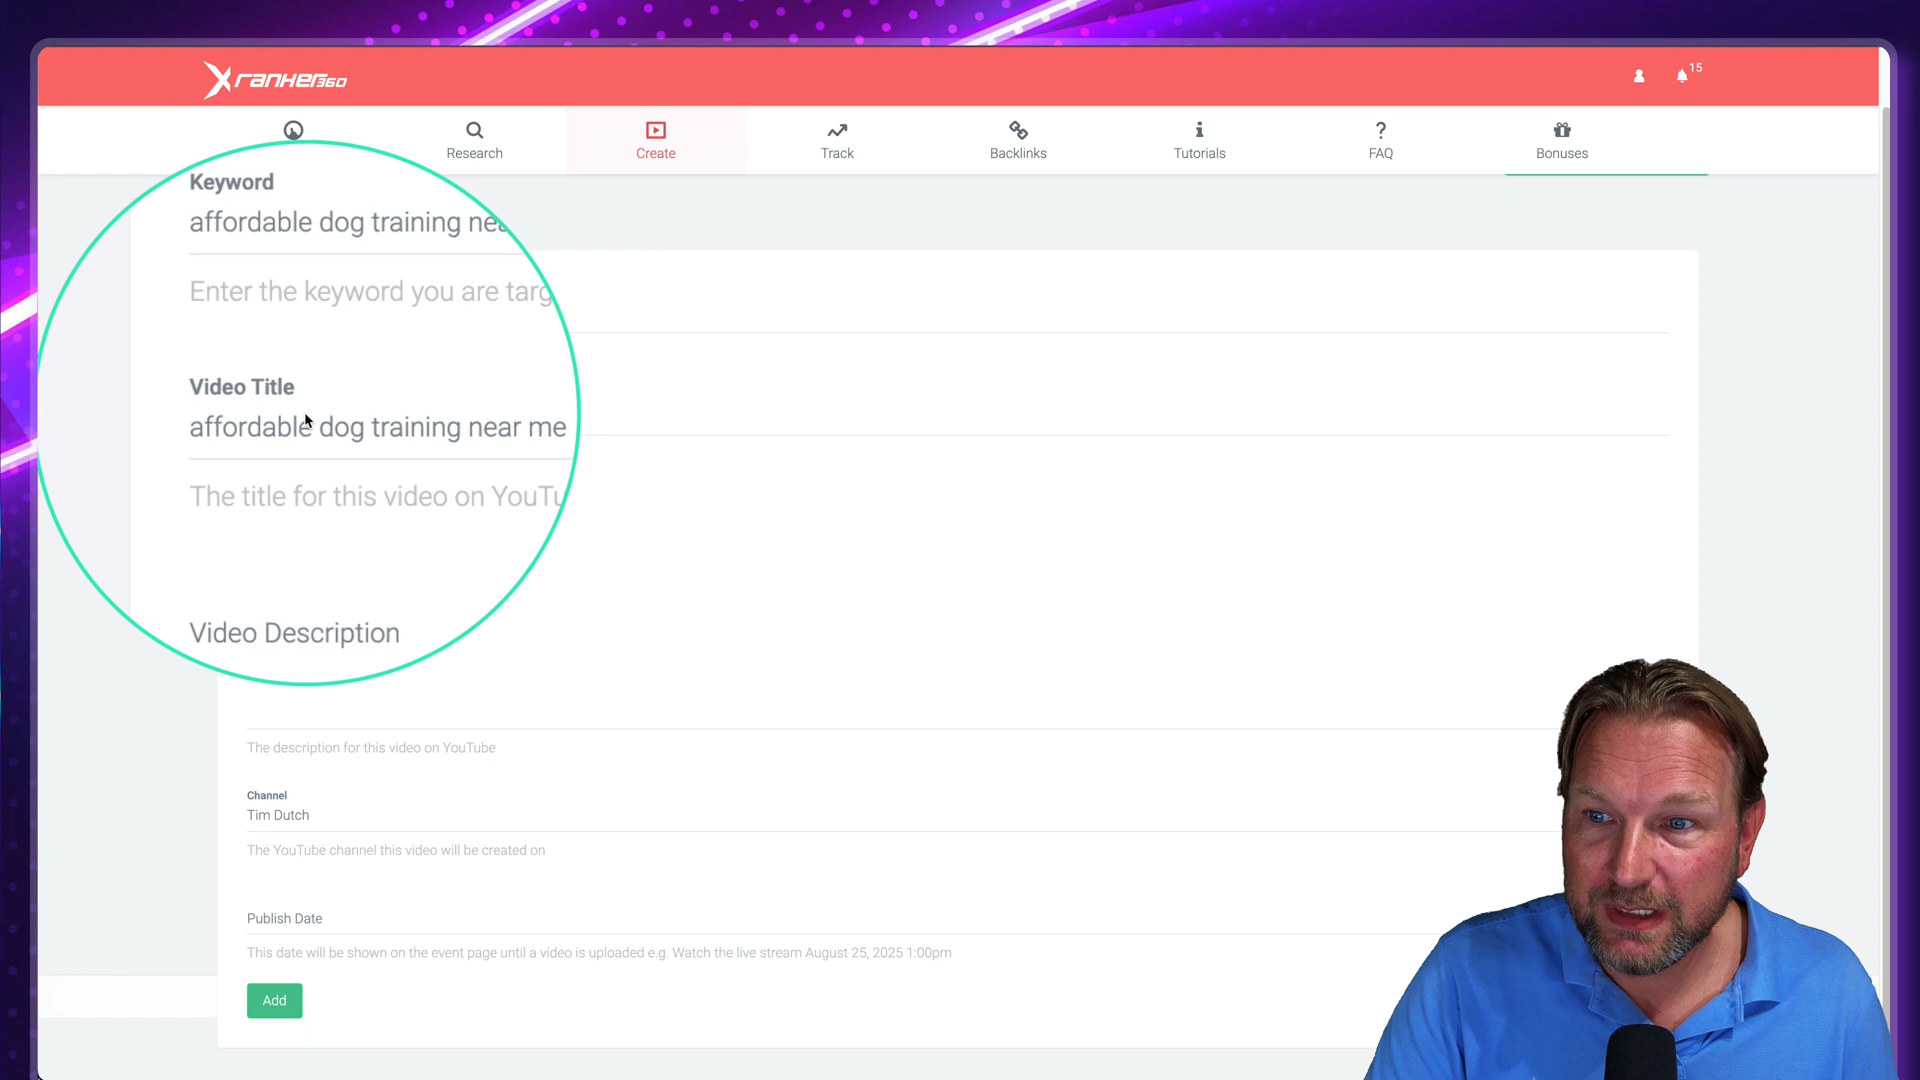 Xranker360
15
Research
Create
Track
Backlinks
Tutorials
FAQ
Bonuses
Keyword
affordable dog training nea
Enter the keyword you are targ
Video Title
affordable dog training near me
The title for this video on YouTu
Video Description
The description for this video on YouTube
Channel
Tim Dutch
The YouTube channel this video will be created on
Publish Date
This date will be shown on the event page until a video is uploaded e.g. Watch the live stream August 25, 2025 1:00pm
Add